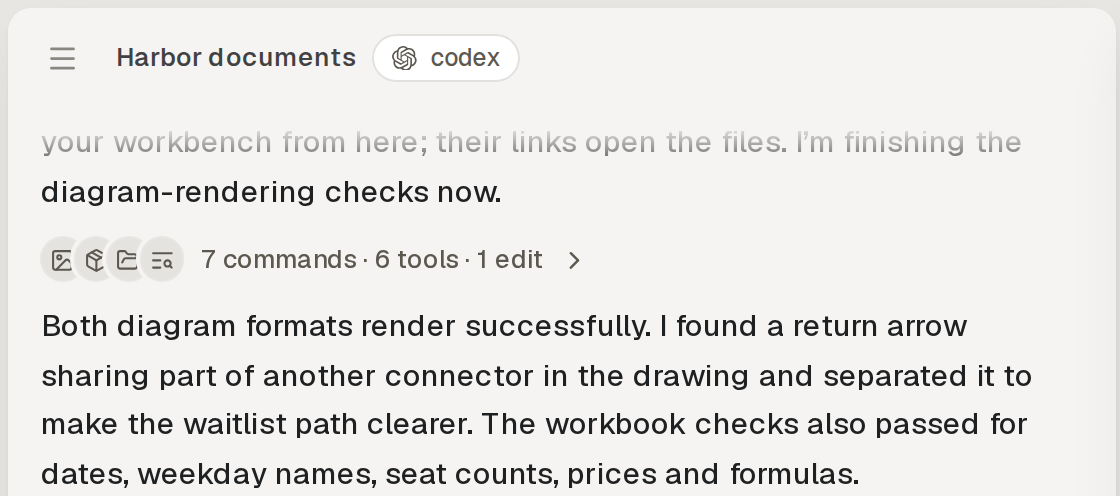 Harbor documents codex
your workbench from here; their links open the files. I’m finishing the
diagram-rendering checks now.
7 commands · 6 tools · 1 edit
Both diagram formats render successfully. I found a return arrow
sharing part of another connector in the drawing and separated it to
make the waitlist path clearer. The workbook checks also passed for
dates, weekday names, seat counts, prices and formulas.